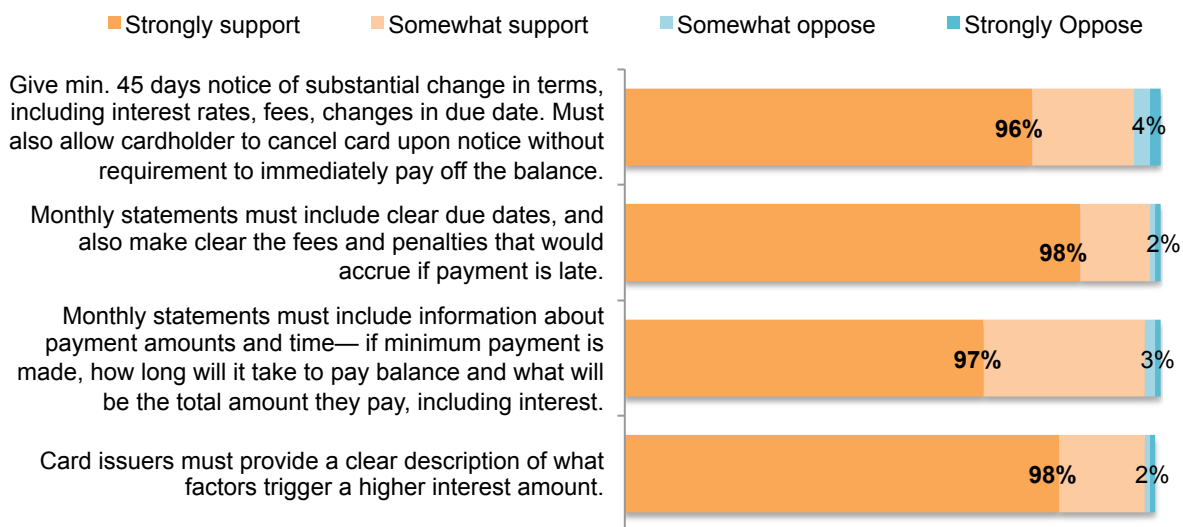 Strongly support Somewhat support Somewhat oppose Strongly Oppose
Give min. 45 days notice of substantial change in terms,
including interest rates, fees, changes in due date. Must
also allow cardholder to cancel card upon notice without
requirement to immediately pay off the balance.
96% 4%
Monthly statements must include clear due dates, and
also make clear the fees and penalties that would
accrue if payment is late.
98% 2%
Monthly statements must include information about
payment amounts and time— if minimum payment is
made, how long will it take to pay balance and what will
be the total amount they pay, including interest.
97% 3%
Card issuers must provide a clear description of what
factors trigger a higher interest amount.
98% 2%